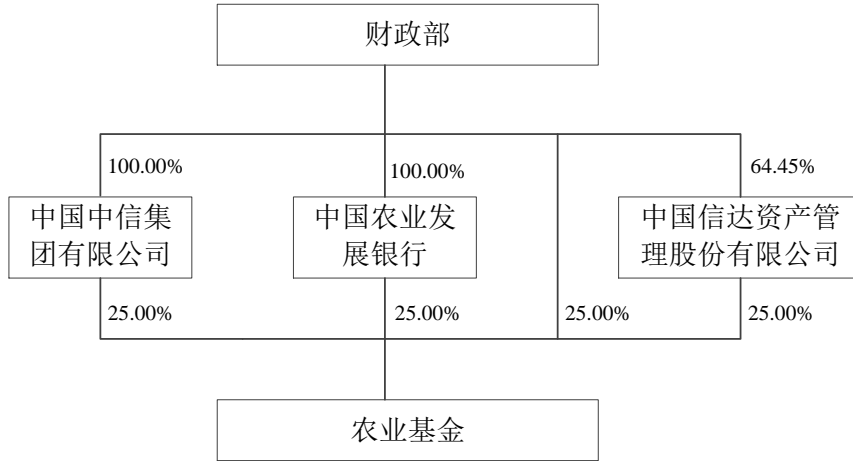 财政部
100.00%
100.00%
64.45%
中国中信集
团有限公司
中国农业发
展银行
中国信达资产管
理股份有限公司
25.00%
25.00%
25.00%
25.00%
农业基金